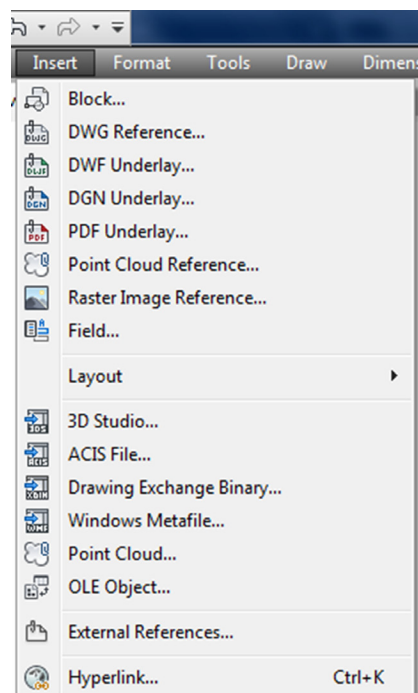 Insert Format Tools Draw Dimen
Block...
DWG Reference...
DWF Underlay...
DGN Underlay...
PDF Underlay...
Point Cloud Reference...
Raster Image Reference...
Field...
Layout
3D Studio...
ACIS File...
Drawing Exchange Binary...
Windows Metafile...
Point Cloud...
OLE Object...
External References...
Hyperlink... Ctrl+K